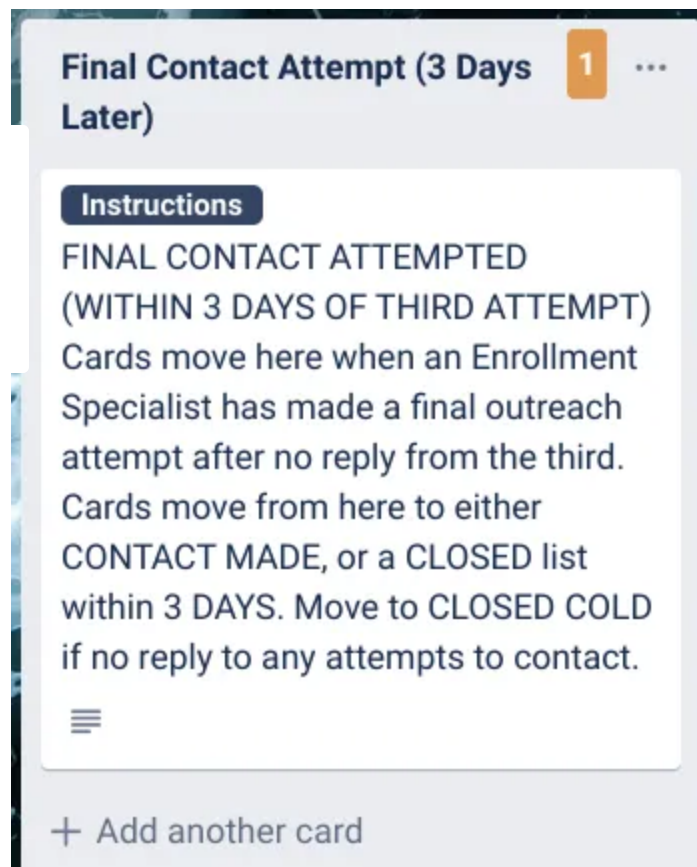 Final Contact Attempt (3 Days
Later)
1
Instructions
FINAL CONTACT ATTEMPTED
(WITHIN 3 DAYS OF THIRD ATTEMPT)
Cards move here when an Enrollment
Specialist has made a final outreach
attempt after no reply from the third.
Cards move from here to either
CONTACT MADE, or a CLOSED list
within 3 DAYS. Move to CLOSED COLD
if no reply to any attempts to contact.
+ Add another card